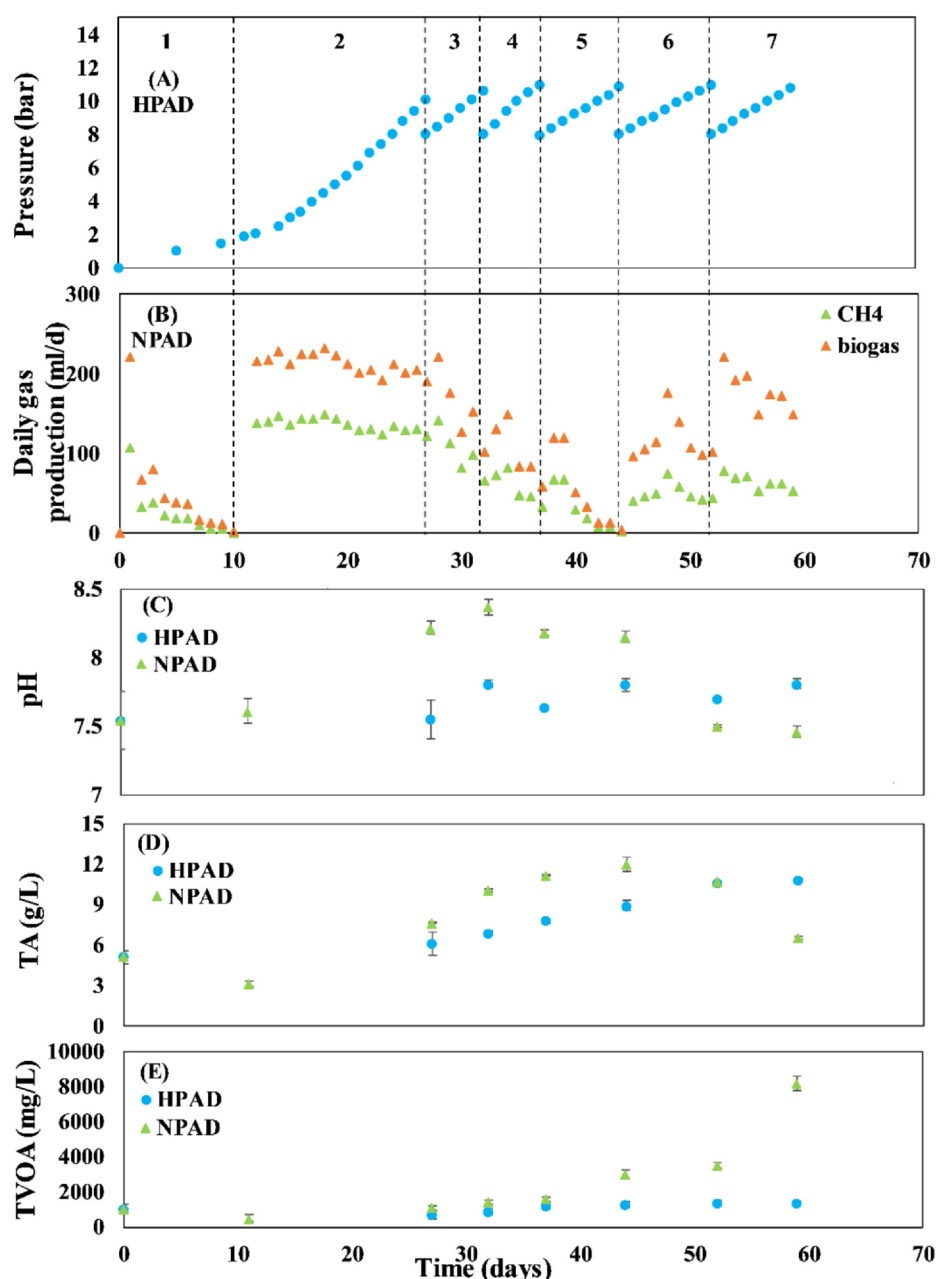 14
12
10
8
6
4
2
0
Pressure (bar)
1 2 3 4 5 6 7
(A)
HPAD
300
200
100
0
Daily gas
production (ml/d)
(B)
NPAD
CH4
biogas
0 10 20 30 40 50 60 70
8.5
8
7.5
7
pH
(C)
HPAD
NPAD
15
12
9
6
3
0
TA (g/L)
(D)
HPAD
NPAD
10000
8000
6000
4000
2000
0
TVOA (mg/L)
(E)
HPAD
NPAD
0 10 20 30 40 50 60 70
Time (days)